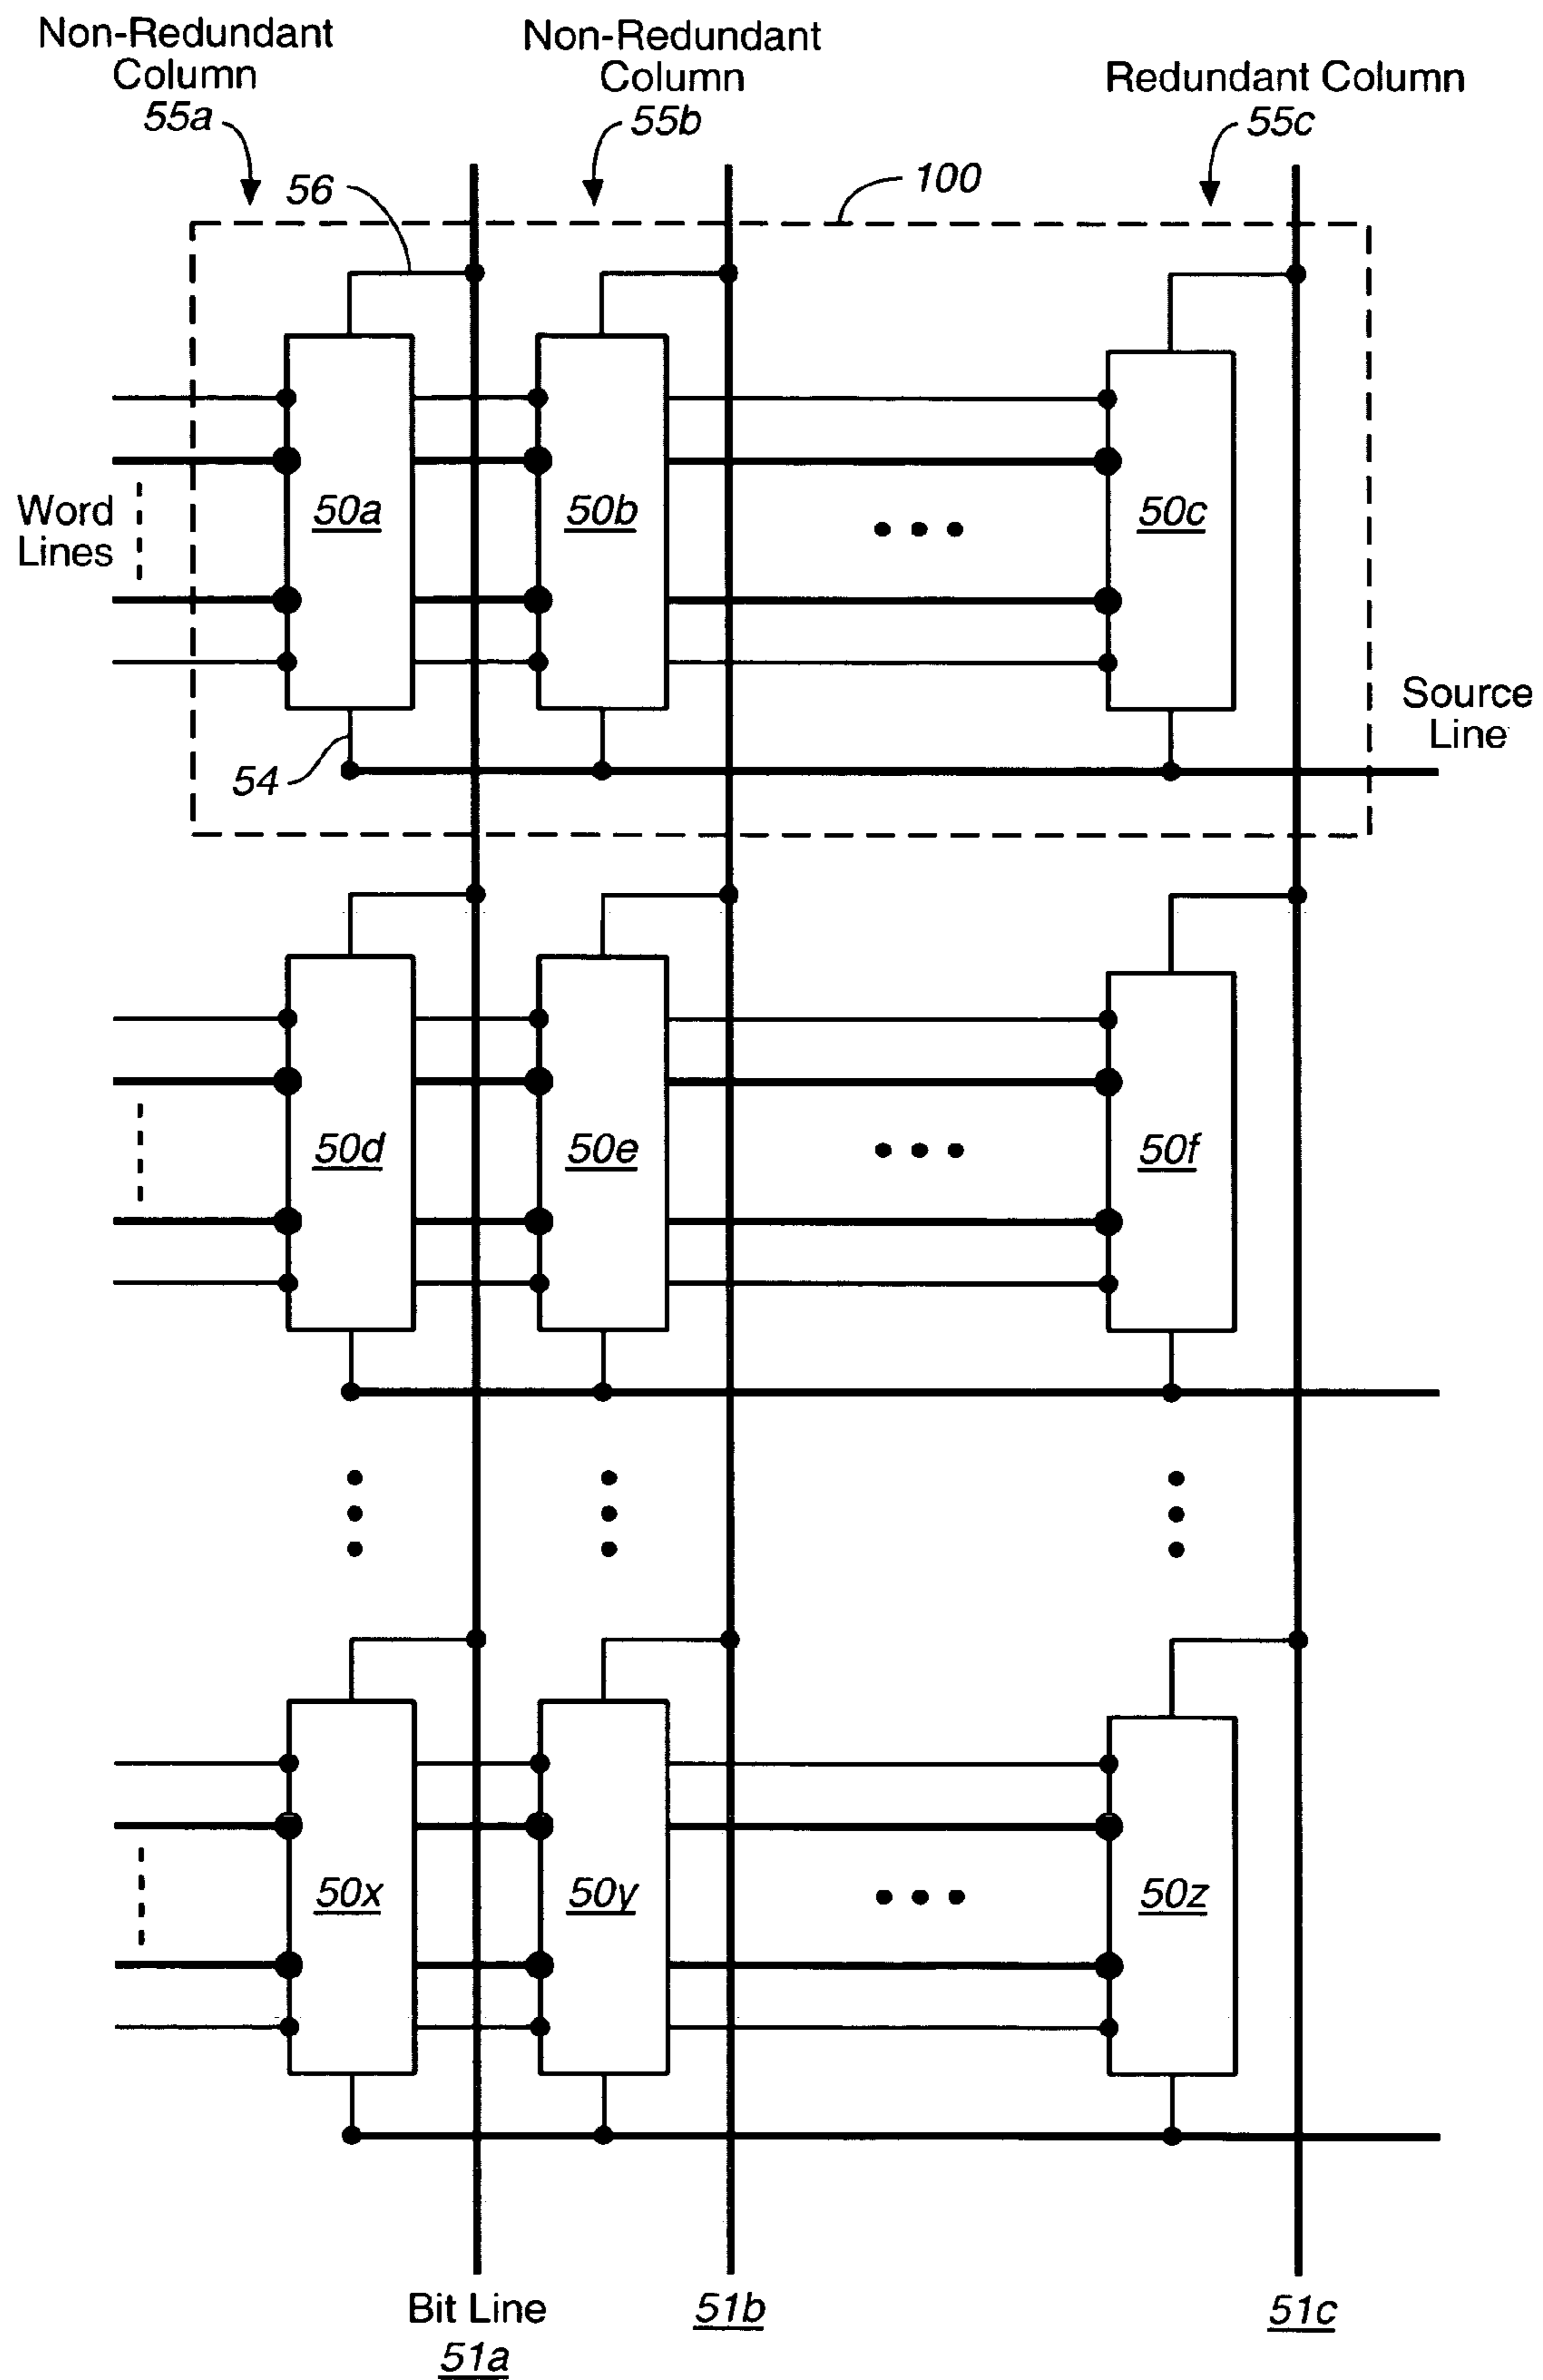 Non-Redundant
Column
55a
Non-Redundant
Column
55b
Redundant Column
55c
56
100
Word
Lines
50a
50b
50c
Source
Line
54
50d
50e
50f
50x
50y
50z
Bit Line
51a
51b
51c